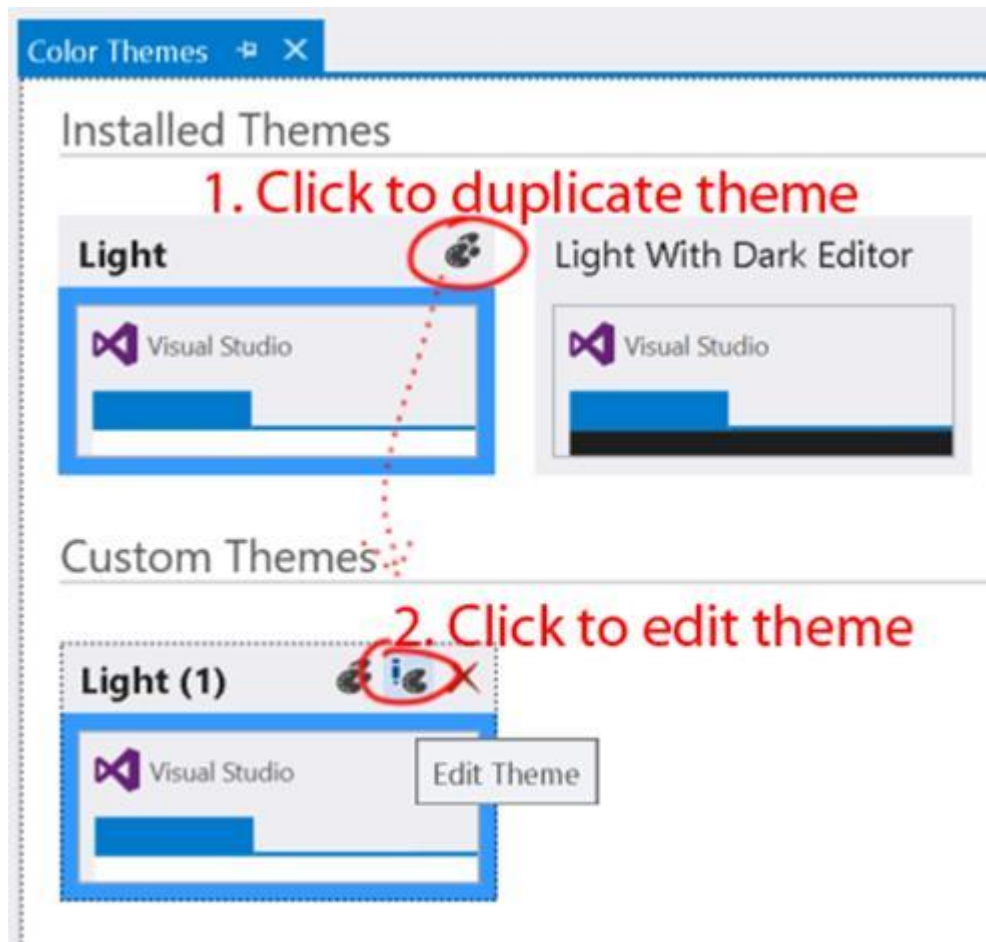 Color Themes
Installed Themes
1. Click to duplicate theme
Light
Light With Dark Editor
Visual Studio
Visual Studio
Custom Themes
2. Click to edit theme
Light (1)
Visual Studio
Edit Theme